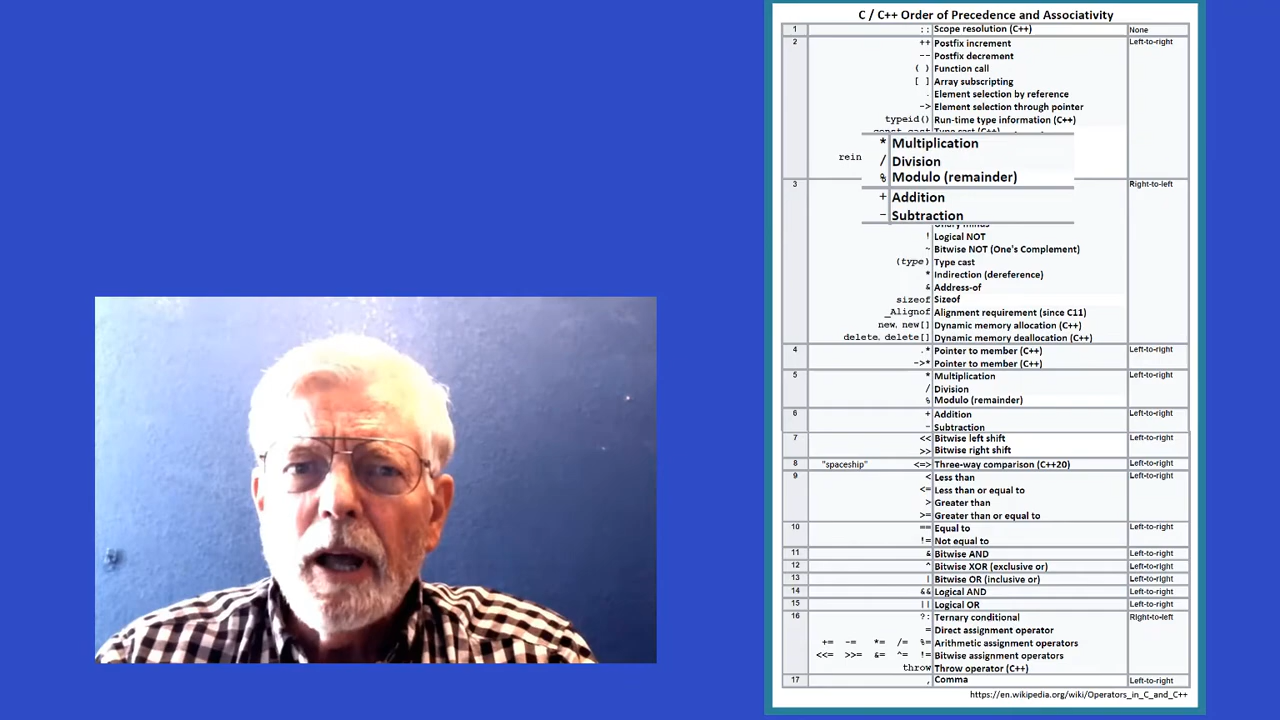 C / C++ Order of Precedence and Associativity
1 :: Scope resolution (C++) None
2 ++ Postfix increment Left-to-right
-- Postfix decrement
( ) Function call
[ ] Array subscripting
. Element selection by reference
-> Element selection through pointer
typeid() Run-time type information (C++)
const_cast Type cast (C++)
* Multiplication
rein / Division
% Modulo (remainder)
3 Right-to-left
+ Addition
- Subtraction
Unary minus
! Logical NOT
~ Bitwise NOT (One's Complement)
(type) Type cast
* Indirection (dereference)
& Address-of
sizeof Sizeof
_Alignof Alignment requirement (since C11)
new, new[] Dynamic memory allocation (C++)
delete, delete[] Dynamic memory deallocation (C++)
4 .* Pointer to member (C++) Left-to-right
->* Pointer to member (C++)
5 * Multiplication Left-to-right
/ Division
% Modulo (remainder)
6 + Addition Left-to-right
- Subtraction
7 << Bitwise left shift Left-to-right
>> Bitwise right shift
8 "spaceship" <=> Three-way comparison (C++20) Left-to-right
9 < Less than Left-to-right
<= Less than or equal to
> Greater than
>= Greater than or equal to
10 == Equal to Left-to-right
!= Not equal to
11 & Bitwise AND Left-to-right
12 ^ Bitwise XOR (exclusive or) Left-to-right
13 | Bitwise OR (inclusive or) Left-to-right
14 && Logical AND Left-to-right
15 || Logical OR Left-to-right
16 ?: Ternary conditional Right-to-left
= Direct assignment operator
+= -= *= /= %= Arithmetic assignment operators
<<= >>= &= ^= != Bitwise assignment operators
throw Throw operator (C++)
17 , Comma Left-to-right
https://en.wikipedia.org/wiki/Operators_in_C_and_C++